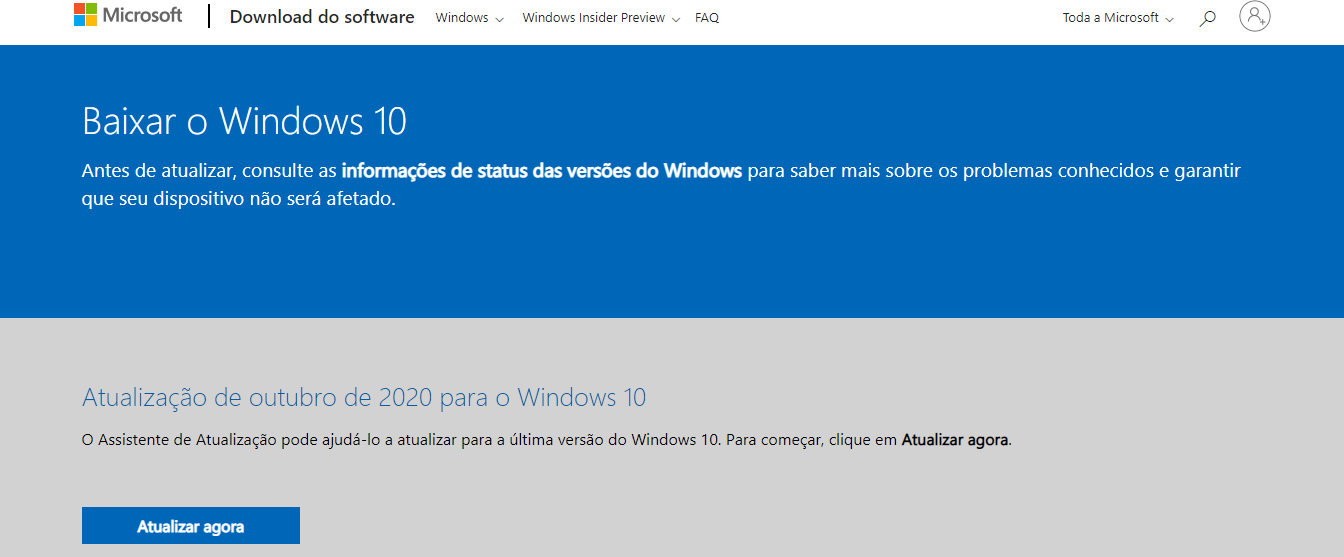 Microsoft Download do software Windows Windows Insider Preview FAQ Toda a Microsoft
Baixar o Windows 10
Antes de atualizar, consulte as informações de status das versões do Windows para saber mais sobre os problemas conhecidos e garantir
que seu dispositivo não será afetado.
Atualização de outubro de 2020 para o Windows 10
O Assistente de Atualização pode ajudá-lo a atualizar para a última versão do Windows 10. Para começar, clique em Atualizar agora.
Atualizar agora